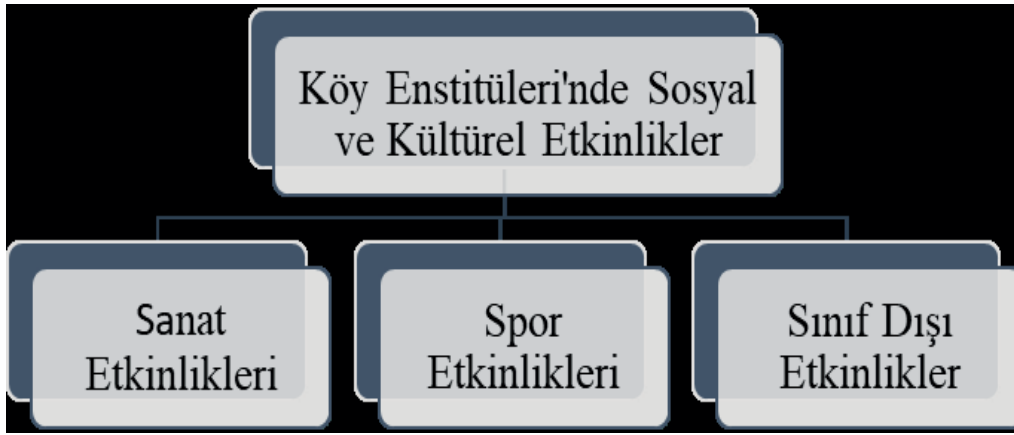 Köy Enstitüleri'nde Sosyal
ve Kültürel Etkinlikler
Sanat
Etkinlikleri
Spor
Etkinlikleri
Sınıf Dışı
Etkinlikler